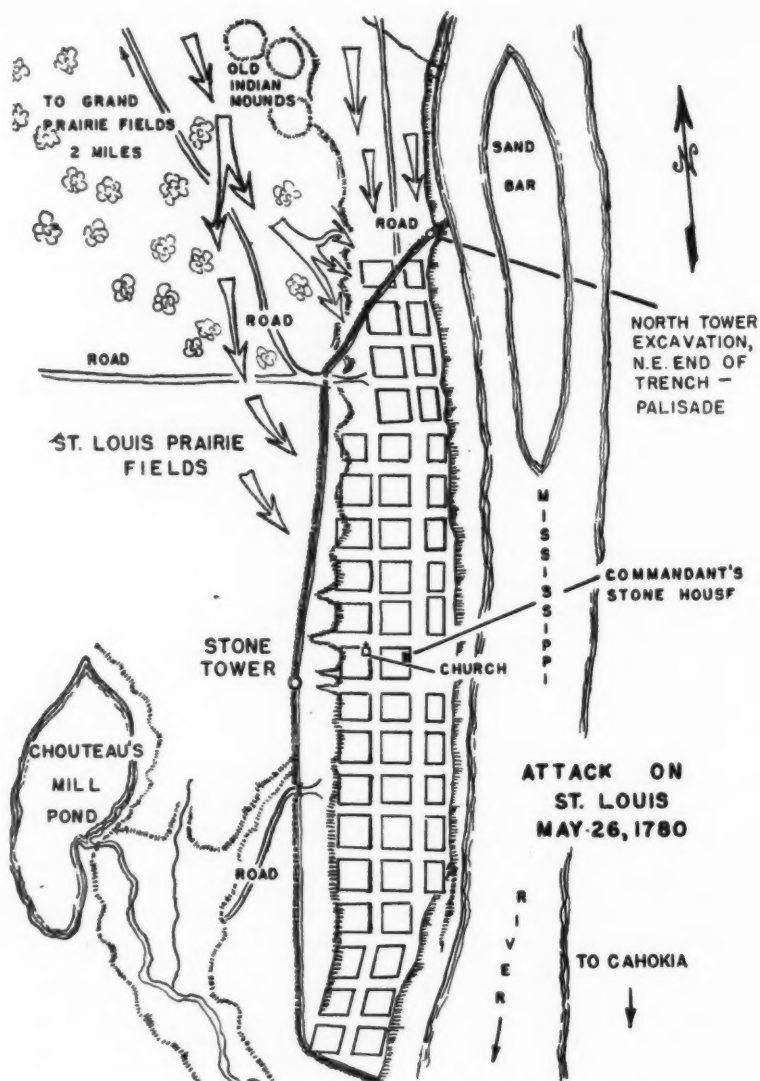 OLD
INDIAN
MOUNDS
TO GRAND
PRAIRIE FIELDS
2 MILES
SAND
BAR
N
ROAD
NORTH TOWER
EXCAVATION,
N.E. END OF
TRENCH –
PALISADE
ROAD
ROAD
ST. LOUIS PRAIRIE
FIELDS
MISSISSIPPI
COMMANDANT'S
STONE HOUSE
CHURCH
STONE
TOWER
CHOUTEAU'S
MILL
POND
ATTACK ON
ST. LOUIS
MAY·26, 1780
ROAD
RIVER
TO CAHOKIA